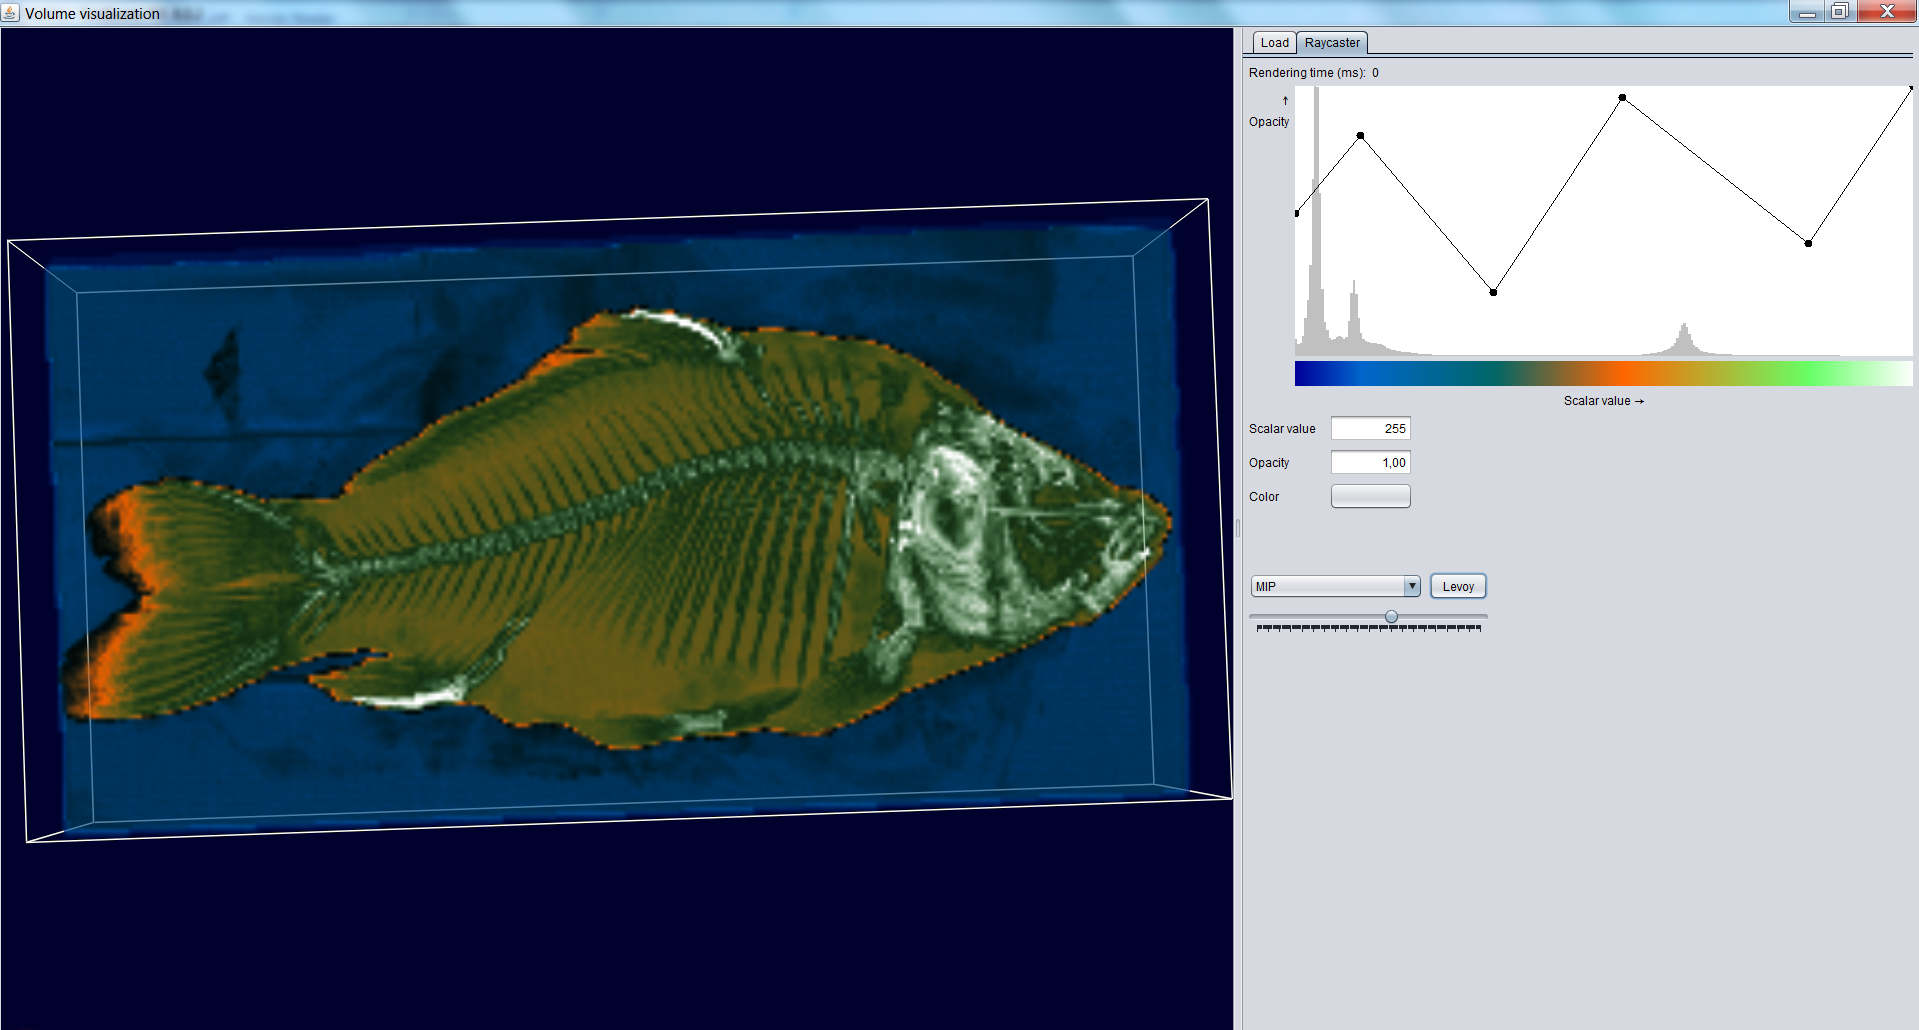 Volume visualization
Load Raycaster
Rendering time (ms): 0
↑
Opacity
Scalar value →
Scalar value 255
Opacity 1,00
Color
MIP Levoy